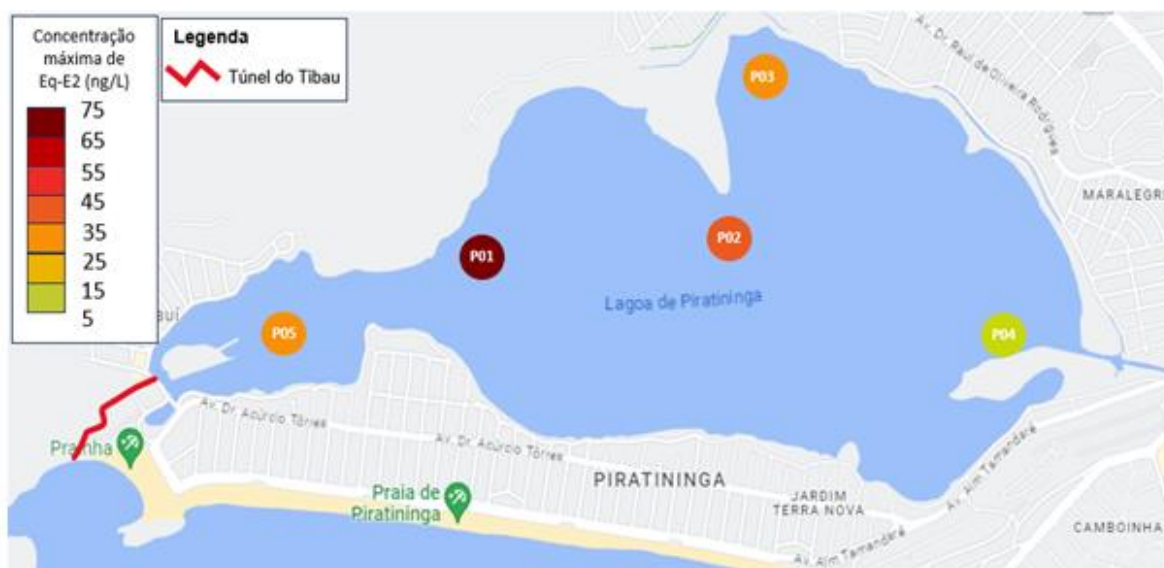 Concentração
máxima de
Eq-E2 (ng/L)
75
65
55
45
35
25
15
5
Legenda
Túnel do Tibau
P03
Av. Dr. Raul de Oliveira Rodrigues
MARALEGRE
P02
P01
Lagoa de Piratininga
P05
P04
Av. Dr. Acúrcio Tôrres
Av. Dr. Acúrcio Tôrres
Prainha
PIRATININGA
Praia de
Piratininga
JARDIM
TERRA NOVA
Av. Alm. Tamandaré
Av. Alm. Tamandaré
CAMBOINHA